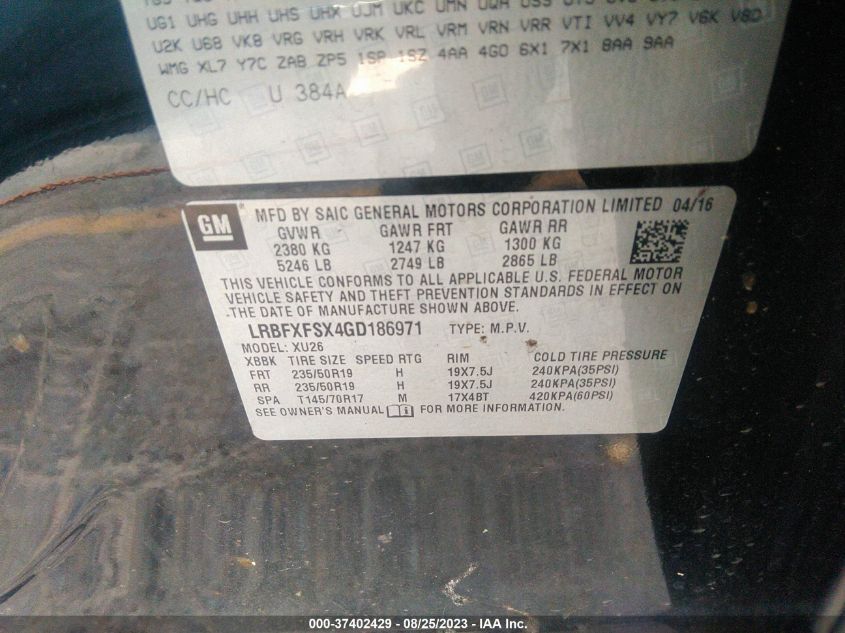 UG1 UHG UHH UHS UHX UJM UKC UMN UQA USS
U2K U68 VK8 VRG VRH VRK VRL VRM VRN VRR VTI VV4 VY7 V6K V8D
WMG XL7 Y7C ZAB ZP5 1SP 1SZ 4AA 4GO 6X1 7X1 8AA 9AA
CC/HC U 384A
GM MFD BY SAIC GENERAL MOTORS CORPORATION LIMITED 04/16
GVWR GAWR FRT GAWR RR
2380 KG 1247 KG 1300 KG
5246 LB 2749 LB 2865 LB
THIS VEHICLE CONFORMS TO ALL APPLICABLE U.S. FEDERAL MOTOR
VEHICLE SAFETY AND THEFT PREVENTION STANDARDS IN EFFECT ON
THE DATE OF MANUFACTURE SHOWN ABOVE.
LRBFXFSX4GD186971 TYPE: M.P.V.
MODEL: XU26
XBBK TIRE SIZE SPEED RTG RIM COLD TIRE PRESSURE
FRT 235/50R19 H 19X7.5J 240KPA(35PSI)
RR 235/50R19 H 19X7.5J 240KPA(35PSI)
SPA T145/70R17 M 17X4BT 420KPA(60PSI)
SEE OWNER'S MANUAL FOR MORE INFORMATION.
000-37402429 - 08/25/2023 - IAA Inc.